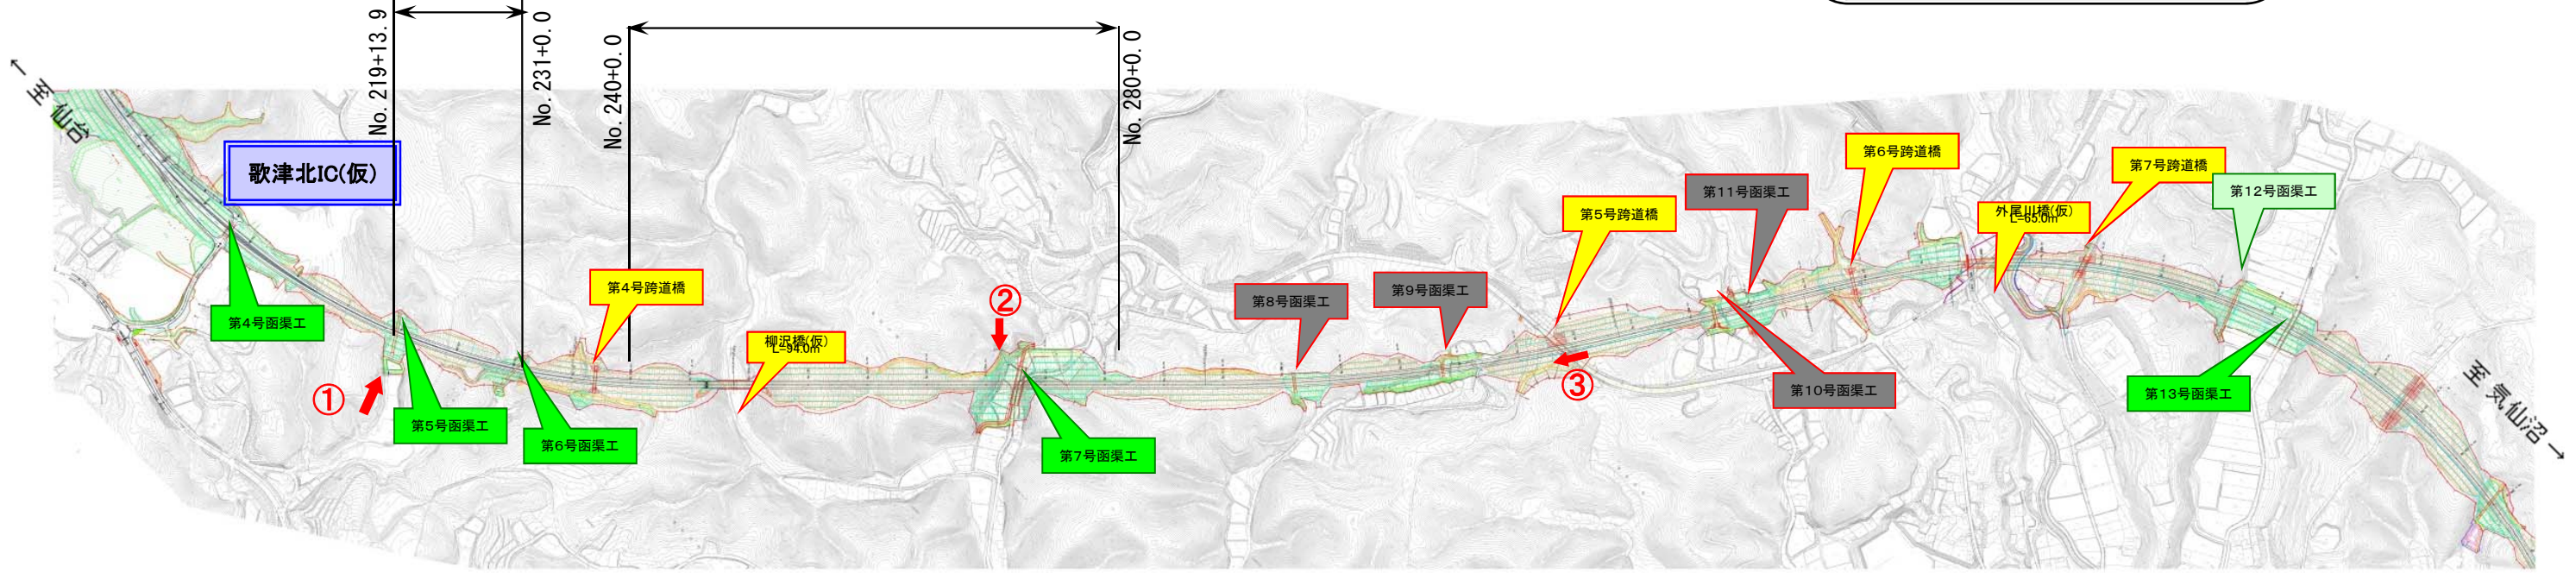 No.219+13.9
No.231+0.0
No.240+0.0
No.280+0.0
← 至 仙台
歌津北IC(仮)
第4号函渠工
①
第5号函渠工
第6号函渠工
第4号跨道橋
柳沢橋(仮)
L=94.0m
②
第7号函渠工
第8号函渠工
第9号函渠工
第5号跨道橋
③
第11号函渠工
第10号函渠工
第6号跨道橋
外尾川橋(仮)
L=65.0m
第7号跨道橋
第12号函渠工
第13号函渠工
至 気仙沼 →